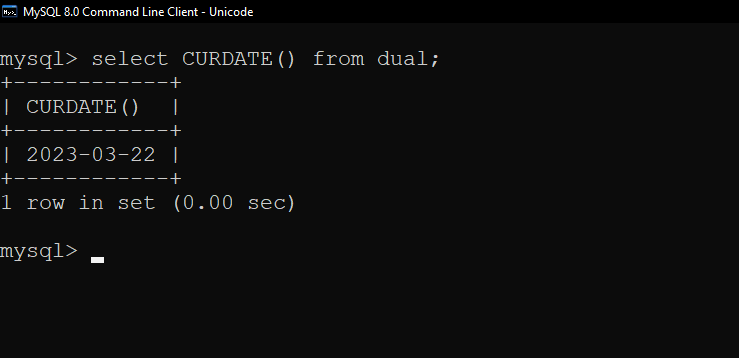 MySQL 8.0 Command Line Client - Unicode
mysql> select CURDATE() from dual;
+------------+
| CURDATE()  |
+------------+
| 2023-03-22 |
+------------+
1 row in set (0.00 sec)
mysql>